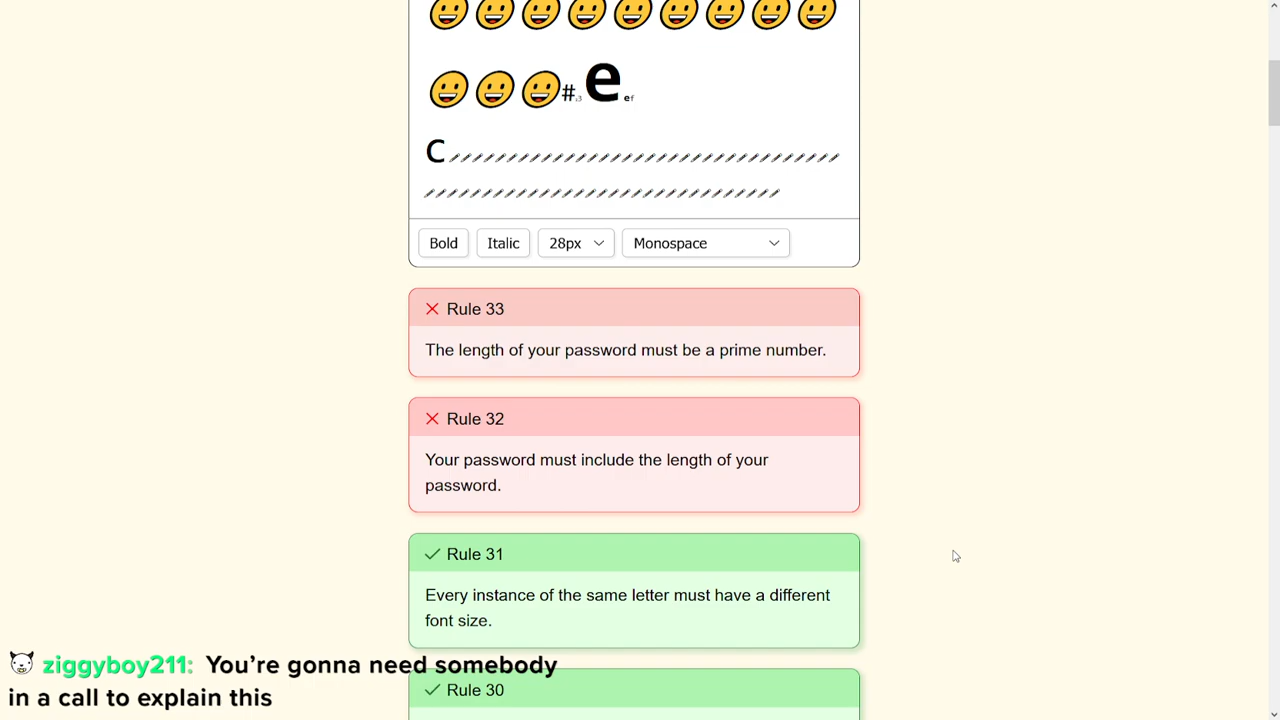 😀😀😀😀😀😀😀😀😀
😀😀😀#.3eef
C🖋🖋🖋🖋🖋🖋🖋🖋🖋🖋🖋🖋🖋🖋🖋🖋🖋🖋🖋🖋🖋🖋🖋🖋🖋🖋🖋🖋🖋🖋🖋🖋🖋🖋
🖋🖋🖋🖋🖋🖋🖋🖋🖋🖋🖋🖋🖋🖋🖋🖋🖋🖋🖋🖋🖋🖋🖋🖋🖋🖋🖋🖋🖋🖋🖋
Bold Italic 28px Monospace
Rule 33
The length of your password must be a prime number.
Rule 32
Your password must include the length of your
password.
Rule 31
Every instance of the same letter must have a different
font size.
ziggyboy211: You're gonna need somebody
in a call to explain this
Rule 30